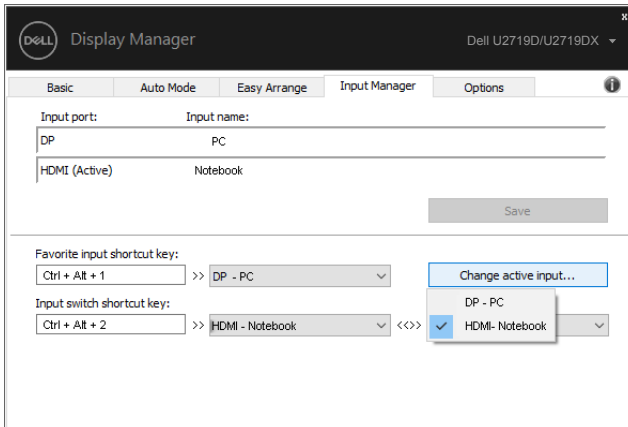 x
DELL Display Manager Dell U2719D/U2719DX
Basic Auto Mode Easy Arrange Input Manager Options i
Input port: Input name:
DP PC
HDMI (Active) Notebook
Save
Favorite input shortcut key:
Ctrl + Alt + 1 >> DP - PC Change active input...
Input switch shortcut key:
Ctrl + Alt + 2 >> HDMI - Notebook <<>>
DP - PC
HDMI- Notebook